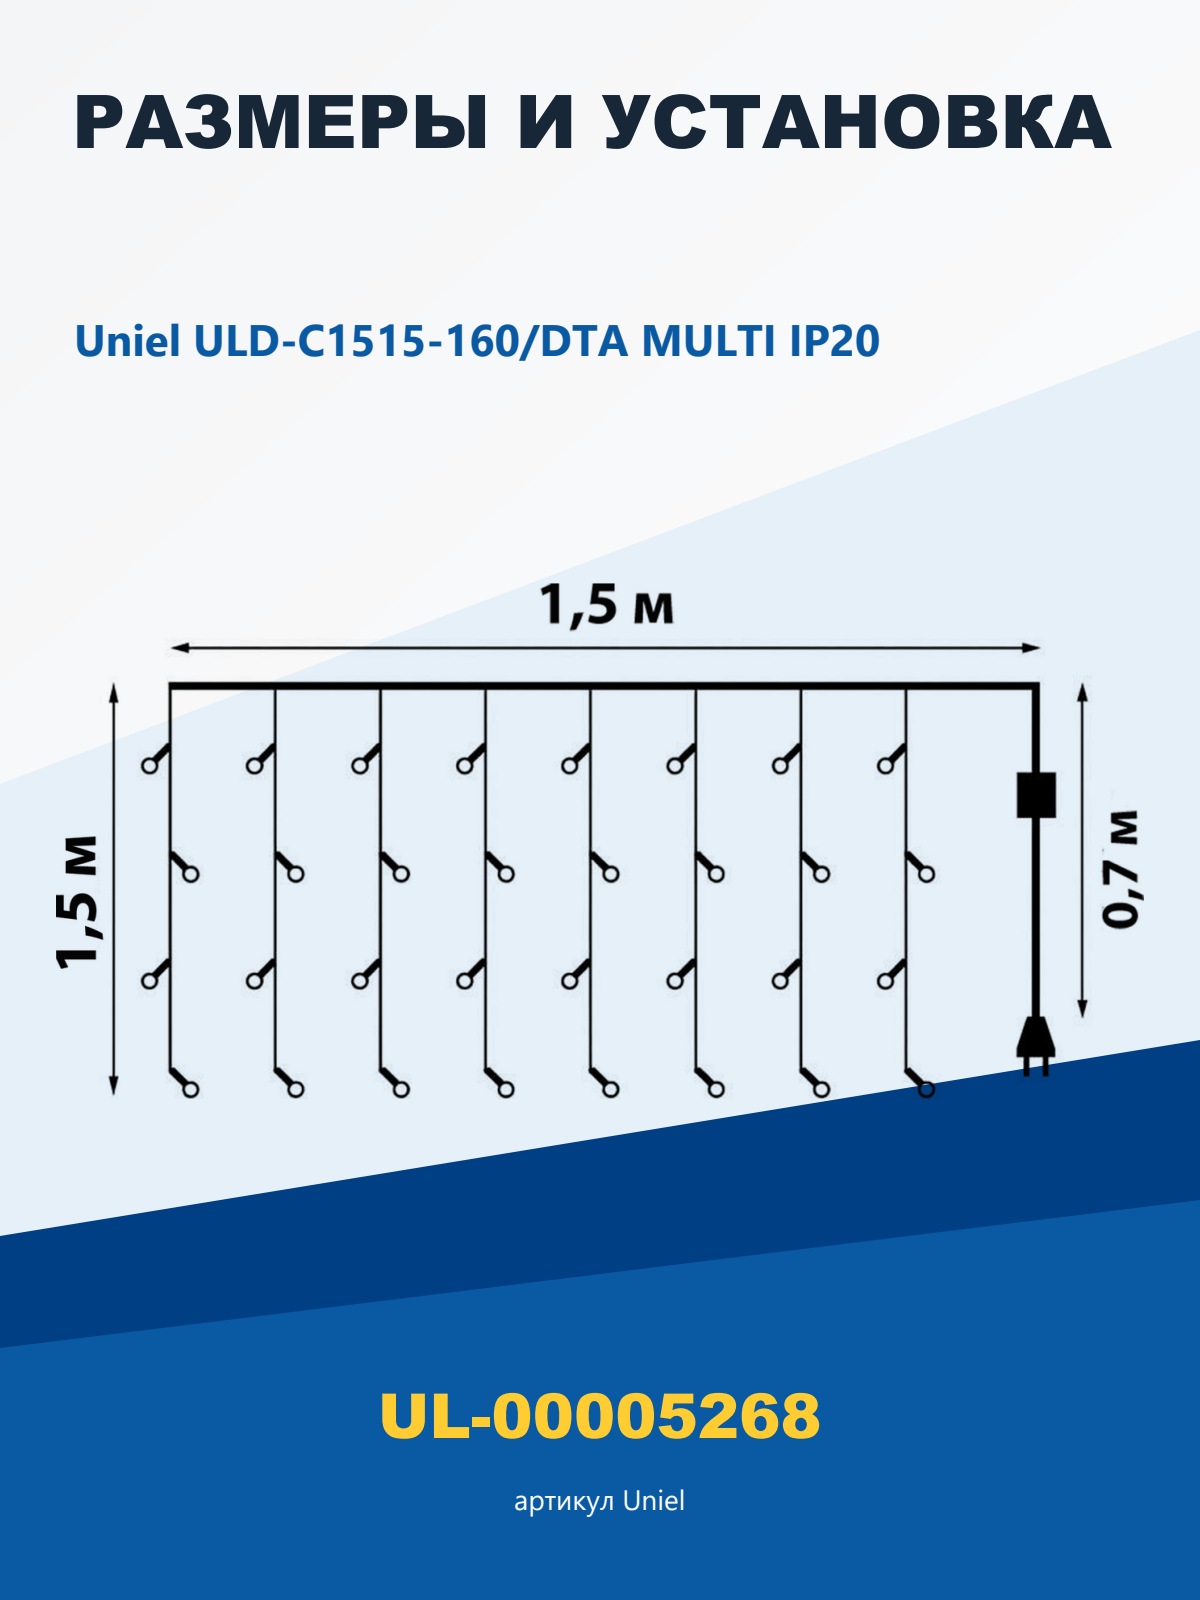 РАЗМЕРЫ И УСТАНОВКА
Uniel ULD-C1515-160/DTA MULTI IP20
1,5 м
1,5 м
0,7 м
UL-00005268
артикул Uniel